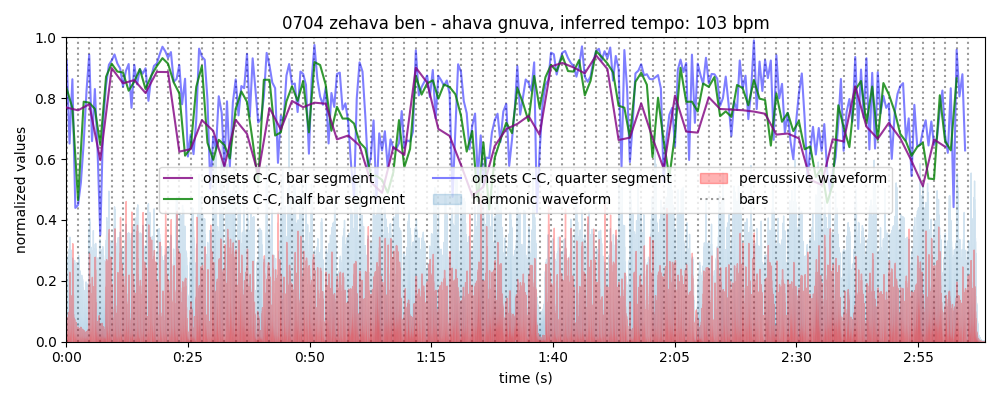 0704 zehava ben - ahava gnuva, inferred tempo: 103 bpm
1.0
0.8
0.6
0.4
0.2
0.0
normalized values
onsets C-C, bar segment
onsets C-C, half bar segment
onsets C-C, quarter segment
harmonic waveform
percussive waveform
bars
0:00 0:25 0:50 1:15 1:40 2:05 2:30 2:55
time (s)